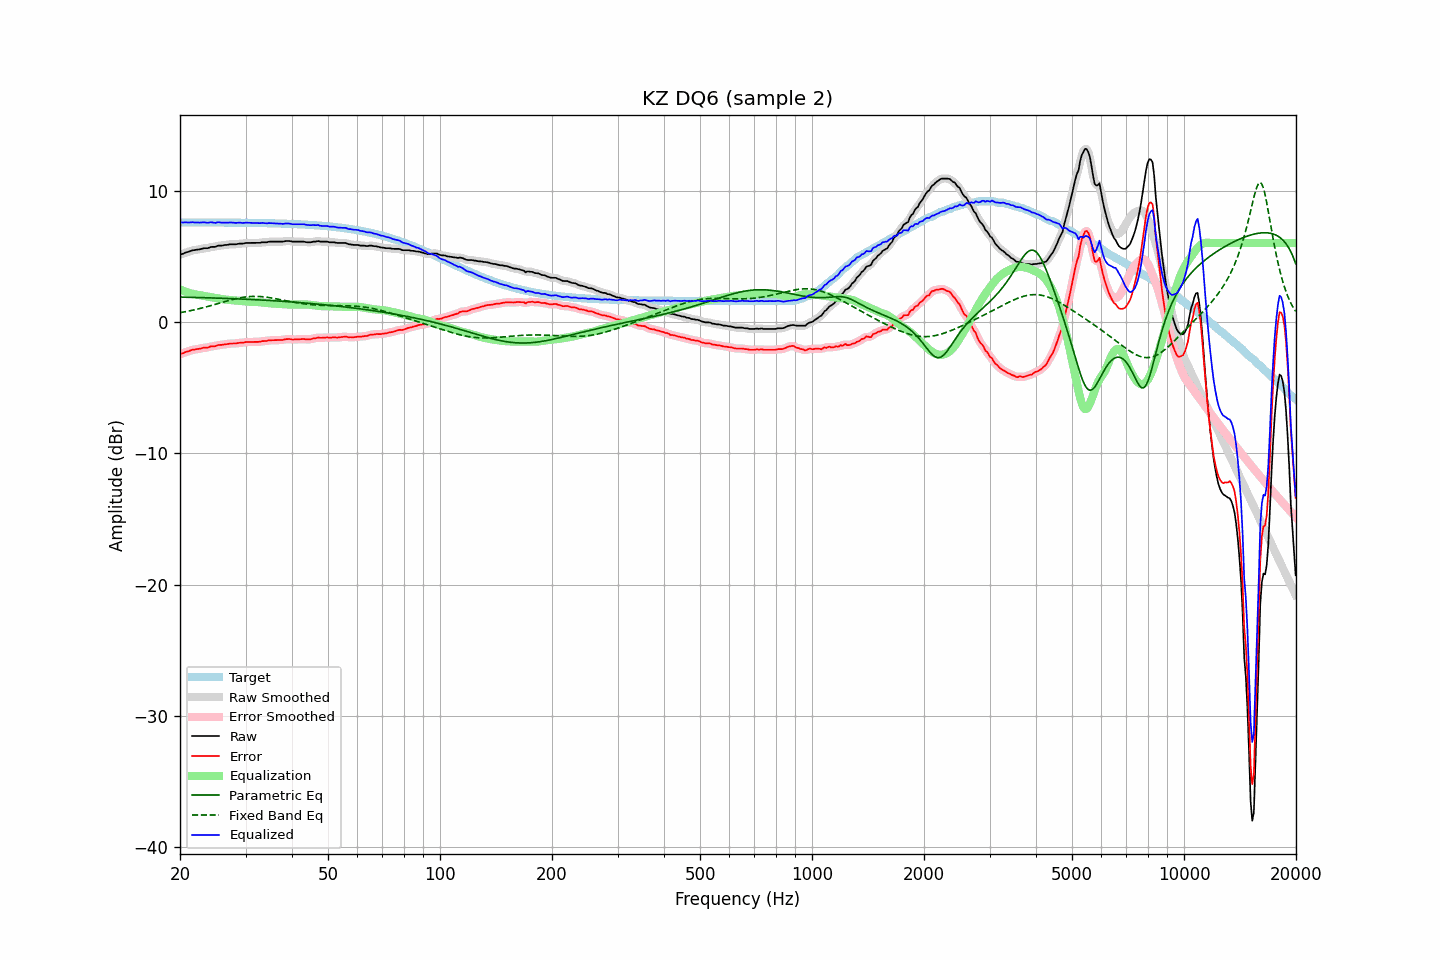 KZ DQ6 (sample 2)
Amplitude (dBr)
10
0
−10
−20
−30
−40
Target
Raw Smoothed
Error Smoothed
Raw
Error
Equalization
Parametric Eq
Fixed Band Eq
Equalized
20 50 100 200 500 1000 2000 5000 10000 20000
Frequency (Hz)